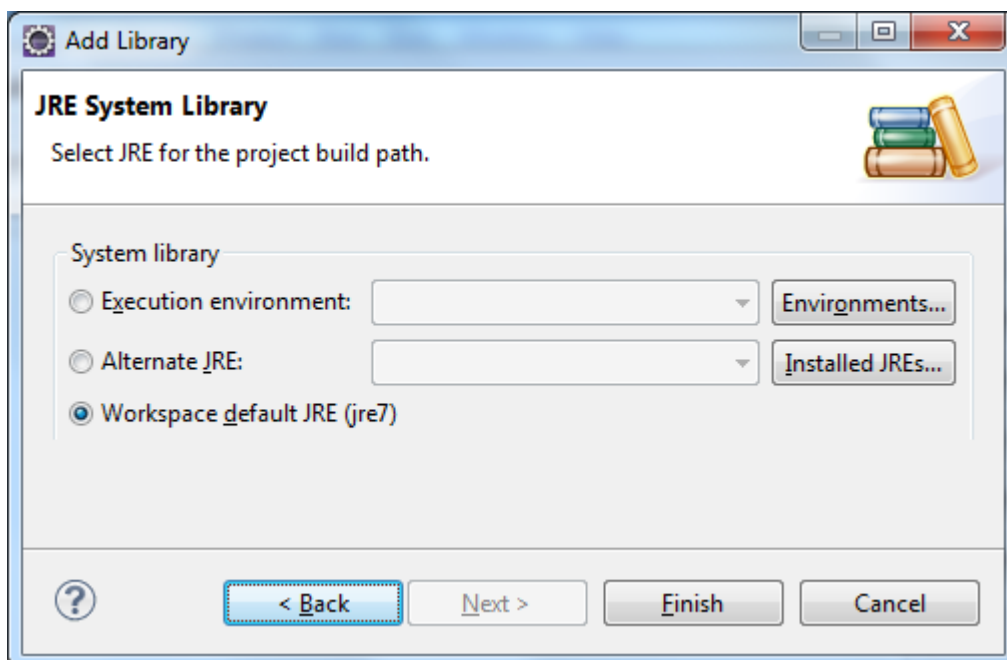 Add Library
JRE System Library
Select JRE for the project build path.
System library
Execution environment: Environments...
Alternate JRE: Installed JREs...
Workspace default JRE (jre7)
? < Back Next > Finish Cancel